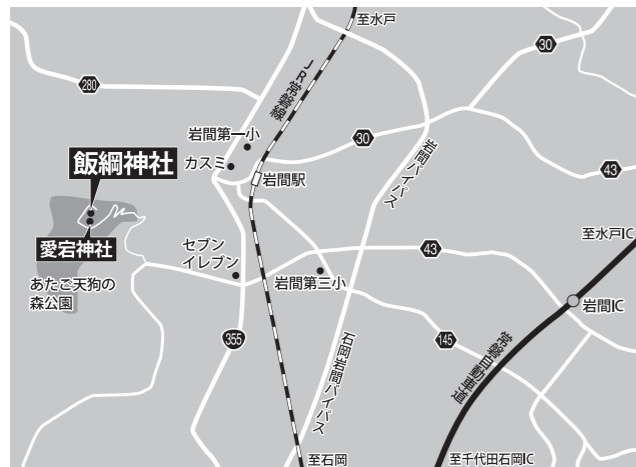 至水戸
30
280
JR常磐線
岩間第一小
30
カスミ
飯綱神社
岩間バイパス
43
岩間駅
愛宕神社
セブン
イレブン
43
至水戸IC
あたご天狗の
森公園
岩間第三小
岩間IC
355
石岡岩間バイパス
145
常磐自動車道
至石岡
至千代田石岡IC